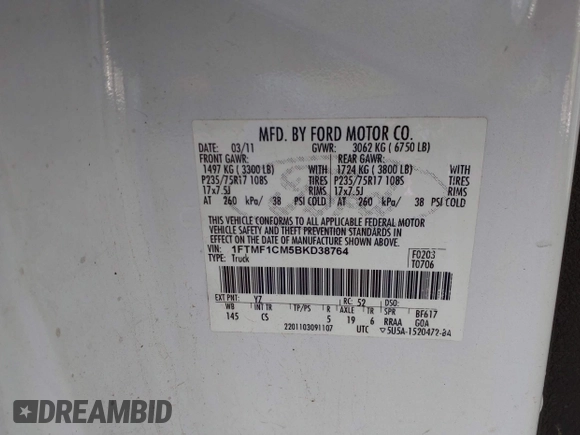 MFD. BY FORD MOTOR CO.
DATE: 03/11 GVWR: 3062 KG ( 6750 LB)
FRONT GAWR: REAR GAWR:
1497 KG ( 3300 LB) WITH 1724 KG ( 3800 LB) WITH
P235/75R17 108S TIRES P235/75R17 108S TIRES
17x7.5J RIMS 17x7.5J RIMS
AT 260 kPa/ 38 PSI COLD AT 260 kPa/ 38 PSI COLD
THIS VEHICLE CONFORMS TO ALL APPLICABLE FEDERAL MOTOR
VEHICLE SAFETY AND THEFT PREVENTION STANDARDS IN
EFFECT ON THE DATE OF MANUFACTURE SHOWN ABOVE.
VIN: 1FTMF1CM5BKD38764 F0203
TYPE: Truck T0706
EXT PNT: YZ RC: 52 DSO:
WB INT TR TP/PS R AXLE TR SPR BF617
145 CS 5 19 6 RRAA G0A
2201103091107 UTC ▽5U5A-1520472-BA
DREAMBID